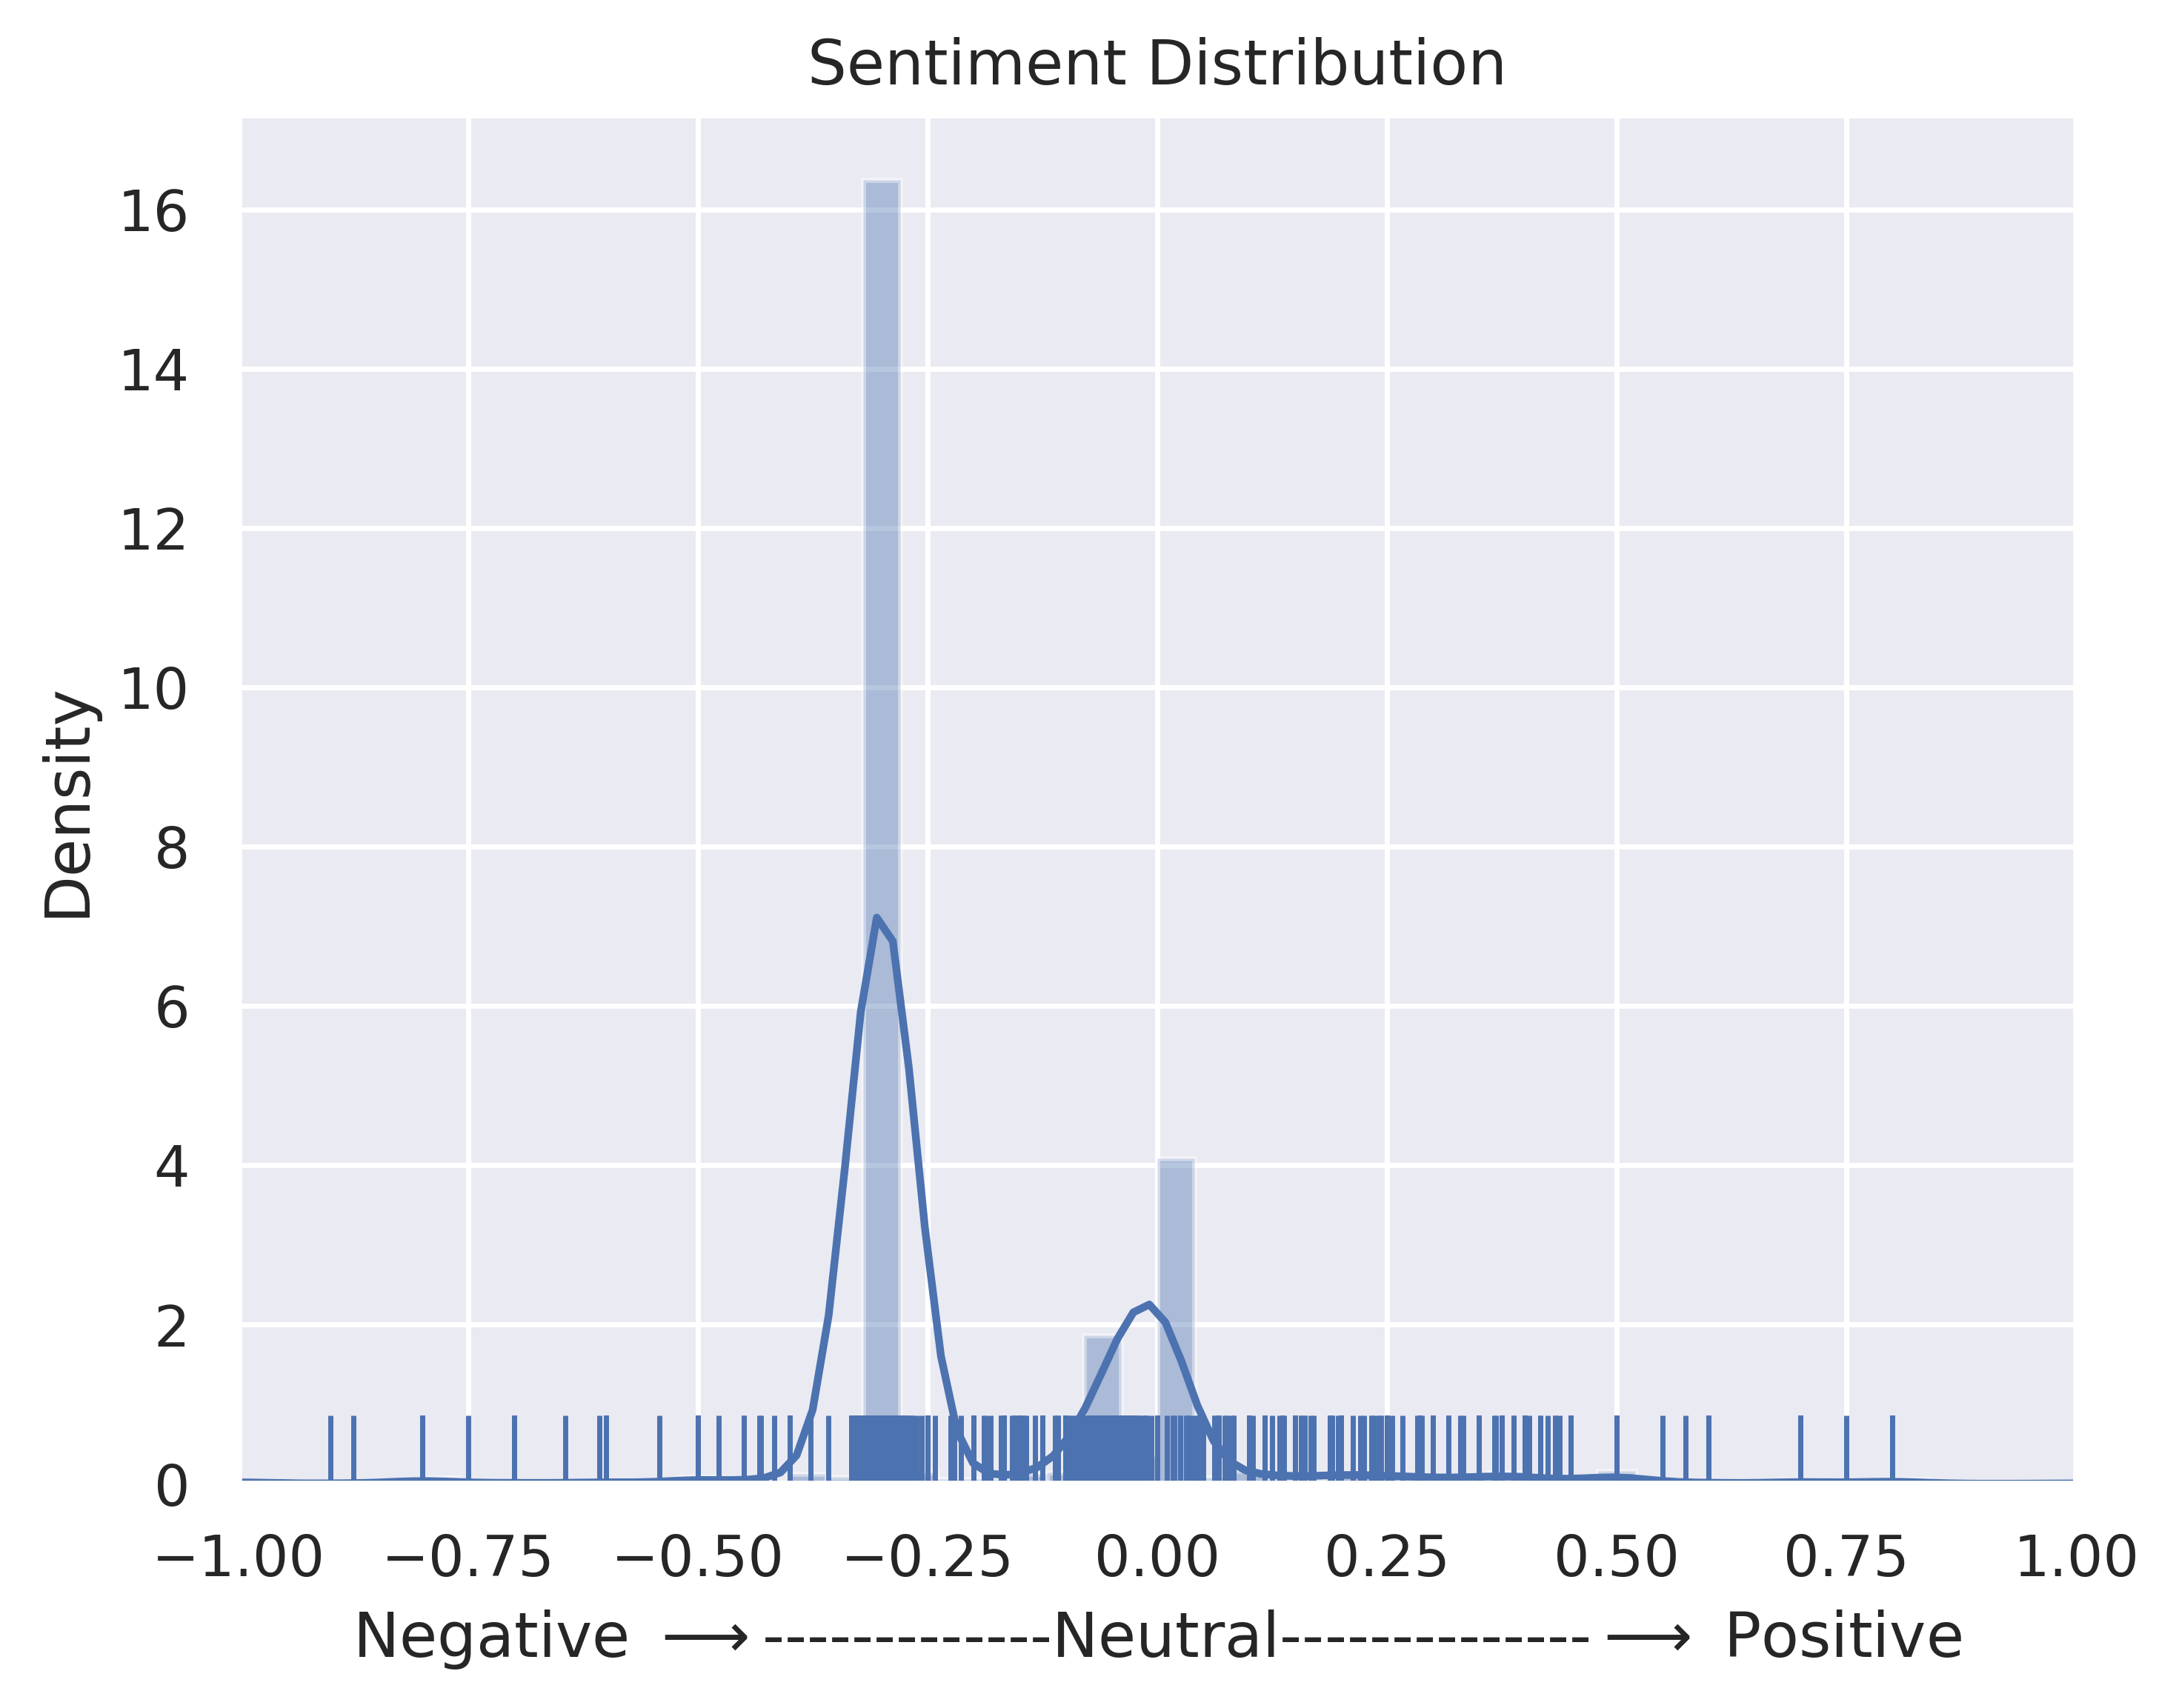 Sentiment Distribution
Density
16
14
12
10
8
6
4
2
0
−1.00 −0.75 −0.50 −0.25 0.00 0.25 0.50 0.75 1.00
Negative ⟶--------------Neutral--------------- ⟶ Positive